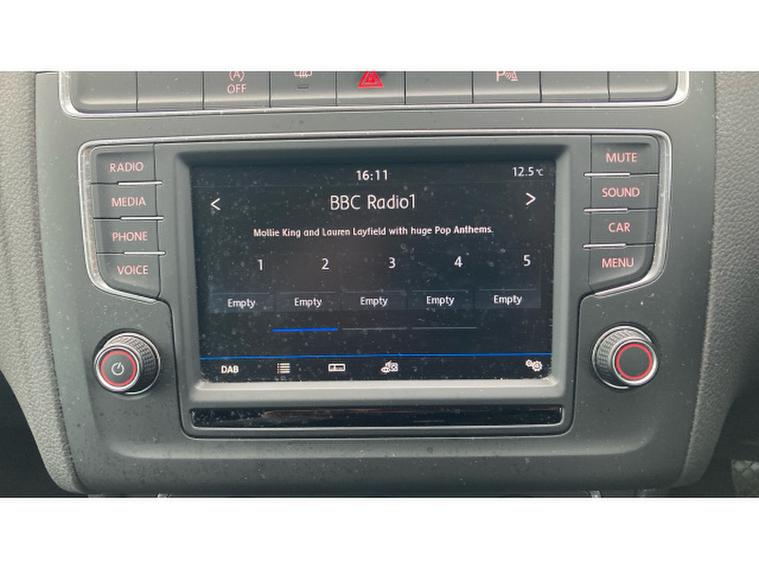 (A)
OFF
P
RADIO
MEDIA
PHONE
VOICE
16:11
12.5°C
< BBC Radio1 >
Mollie King and Lauren Layfield with huge Pop Anthems.
1 2 3 4 5
Empty Empty Empty Empty Empty
DAB
MUTE
SOUND
CAR
MENU